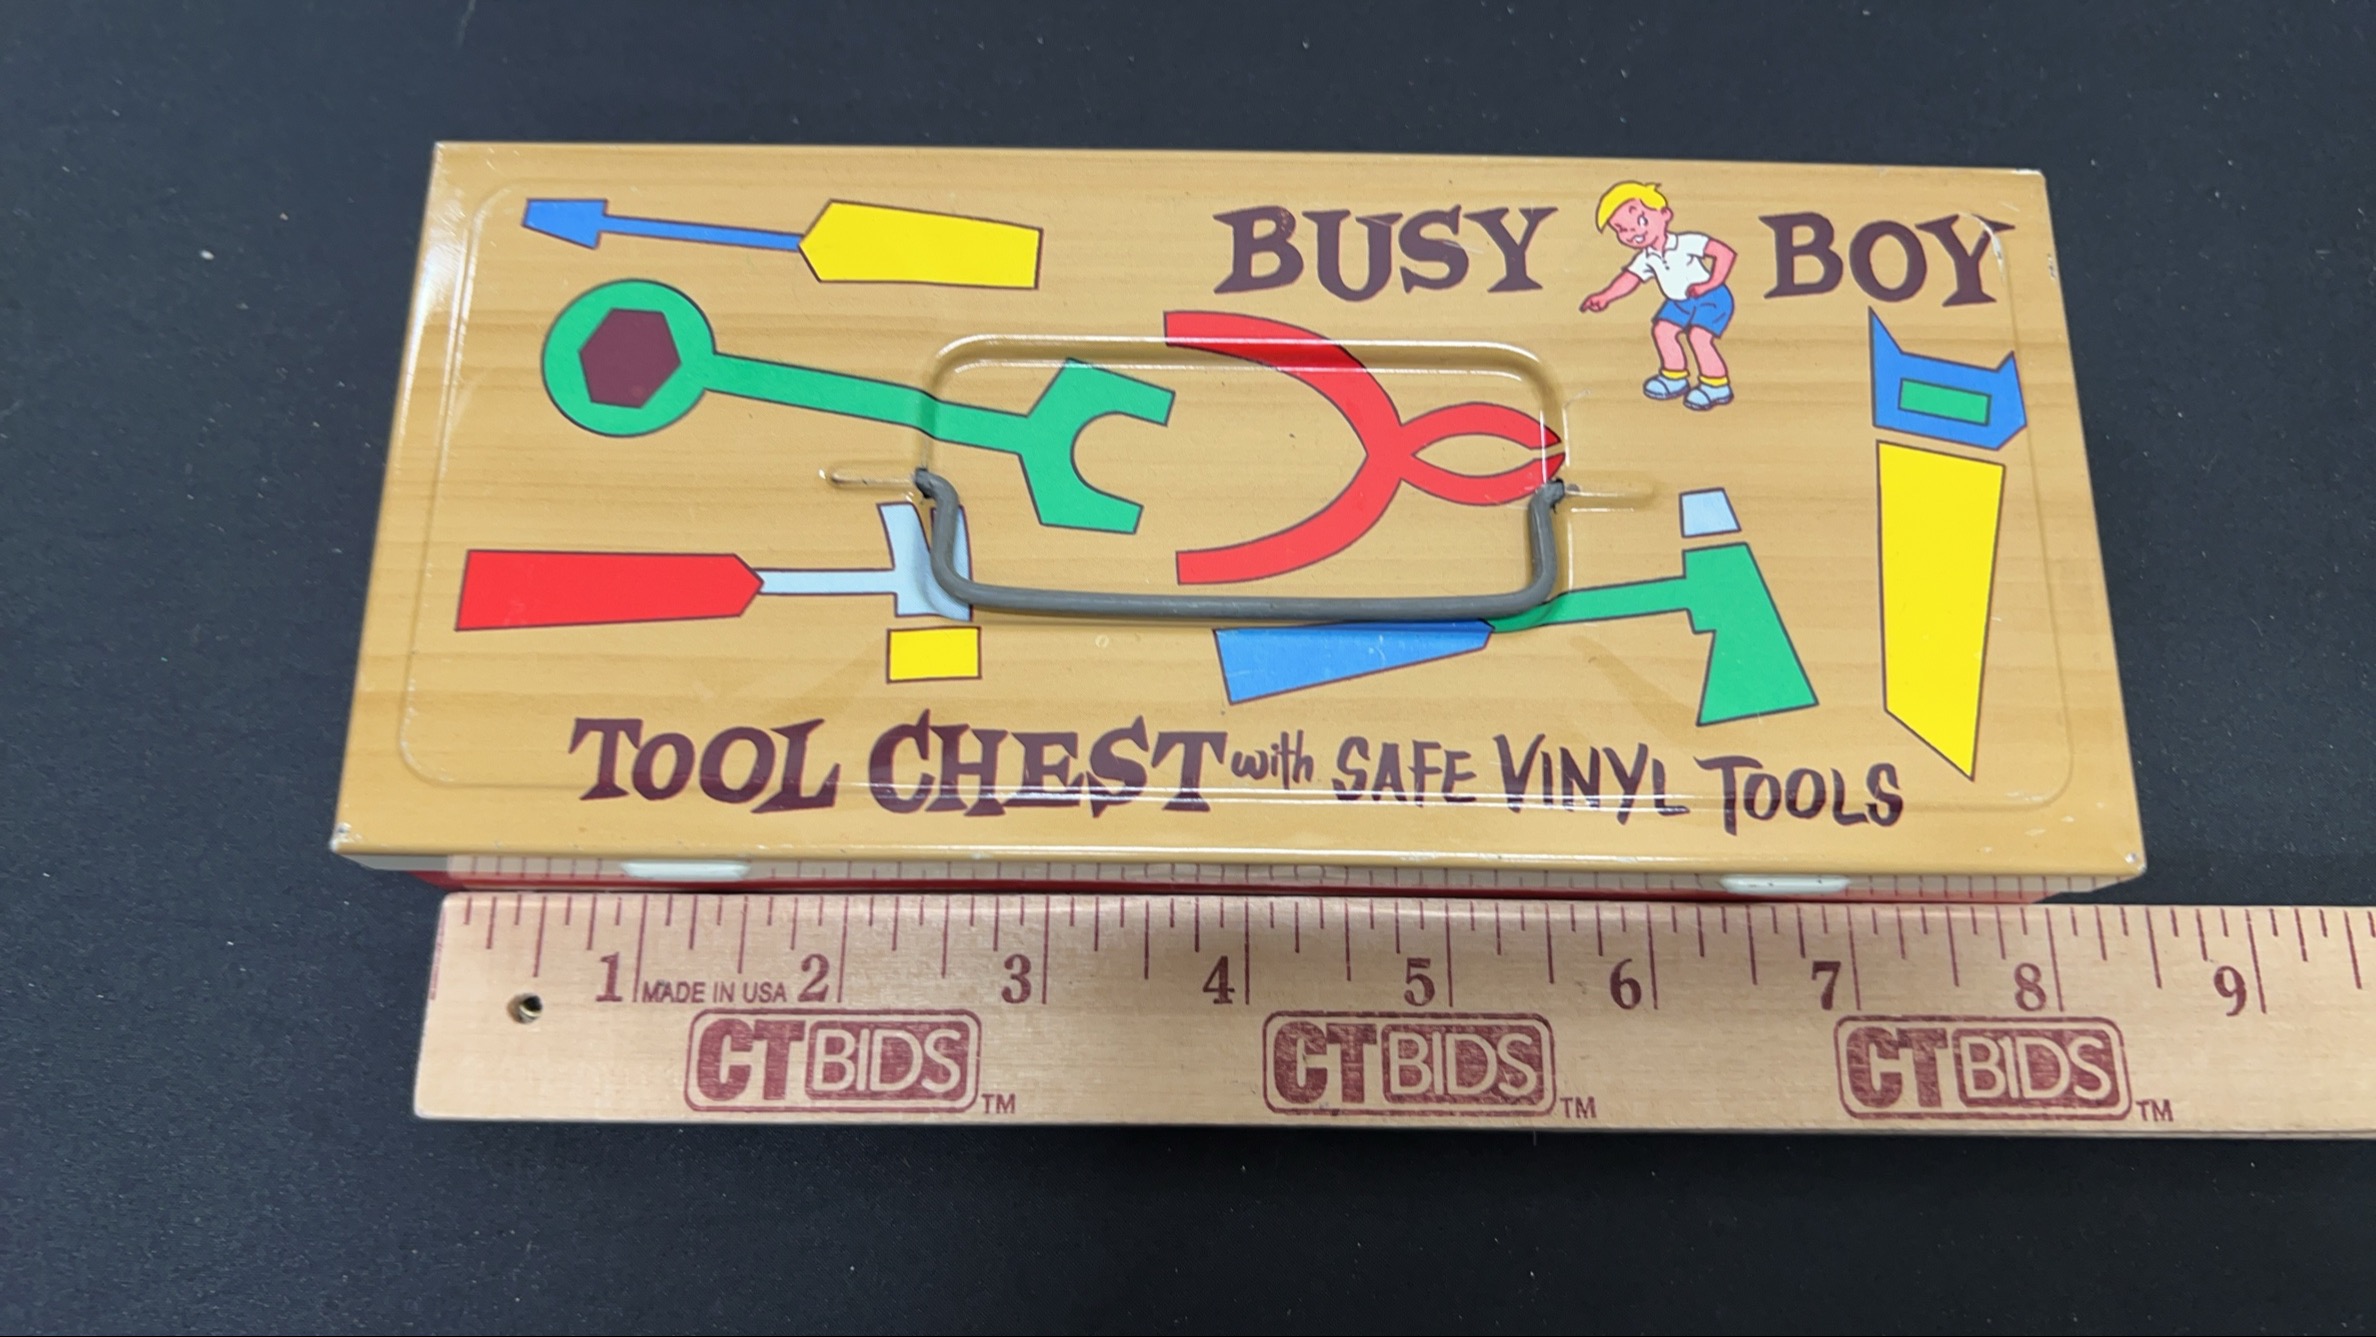 BUSY BOY
TOOL CHEST with SAFE VINYL TOOLS
1 2 3 4 5 6 7 8 9
MADE IN USA
CTBIDS™ CTBIDS™ CTBIDS™